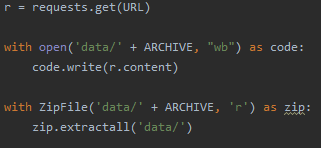 r = requests.get(URL)
with open('data/' + ARCHIVE, "wb") as code:
    code.write(r.content)
with ZipFile('data/' + ARCHIVE, 'r') as zip:
    zip.extractall('data/')